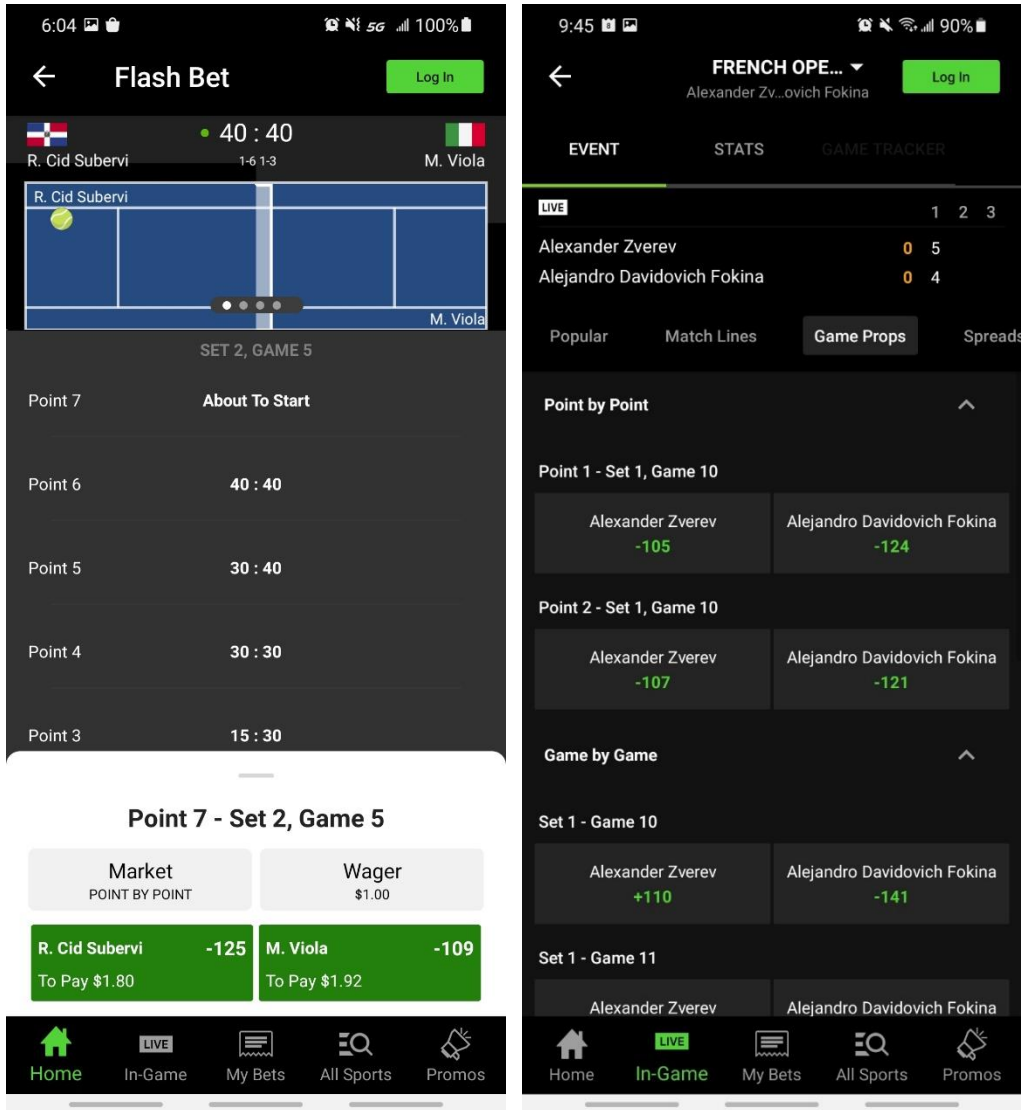 6:04
5G
100%
Flash Bet
Log In
40 : 40
R. Cid Subervi
1-6 1-3
M. Viola
R. Cid Subervi
M. Viola
SET 2, GAME 5
Point 7
About To Start
Point 6
40 : 40
Point 5
30 : 40
Point 4
30 : 30
Point 3
15 : 30
Point 7 - Set 2, Game 5
Market
POINT BY POINT
Wager
$1.00
R. Cid Subervi -125
To Pay $1.80
M. Viola -109
To Pay $1.92
Home
LIVE
In-Game
My Bets
All Sports
Promos
9:45
8
90%
FRENCH OPE...
Alexander Zv...ovich Fokina
Log In
EVENT
STATS
GAME TRACKER
LIVE
1 2 3
Alexander Zverev 0 5
Alejandro Davidovich Fokina 0 4
Popular
Match Lines
Game Props
Spreads
Point by Point
Point 1 - Set 1, Game 10
Alexander Zverev
-105
Alejandro Davidovich Fokina
-124
Point 2 - Set 1, Game 10
Alexander Zverev
-107
Alejandro Davidovich Fokina
-121
Game by Game
Set 1 - Game 10
Alexander Zverev
+110
Alejandro Davidovich Fokina
-141
Set 1 - Game 11
Alexander Zverev
Alejandro Davidovich Fokina
Home
LIVE
In-Game
My Bets
All Sports
Promos